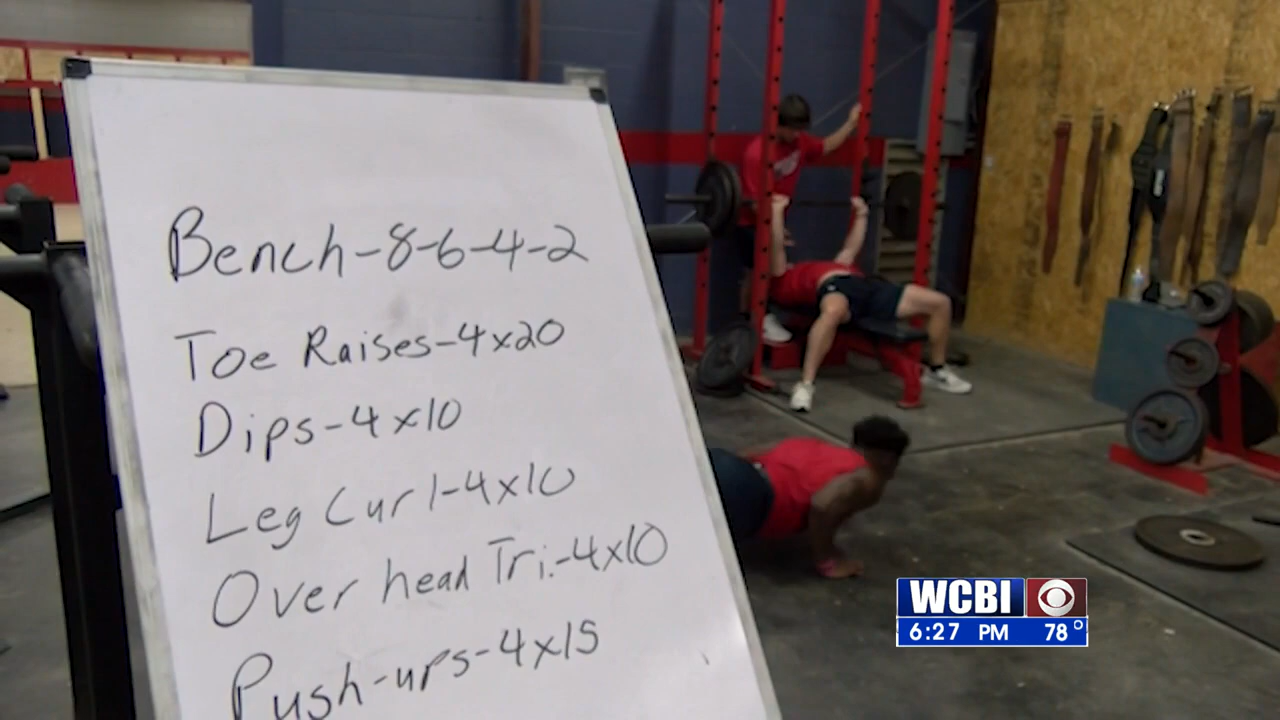 Bench-8-6-4-2
Toe Raises-4x20
Dips-4x10
Leg Curl-4x10
Over head Tri.-4x10
Push-ups-4x15
WCBI
6:27 PM 78°